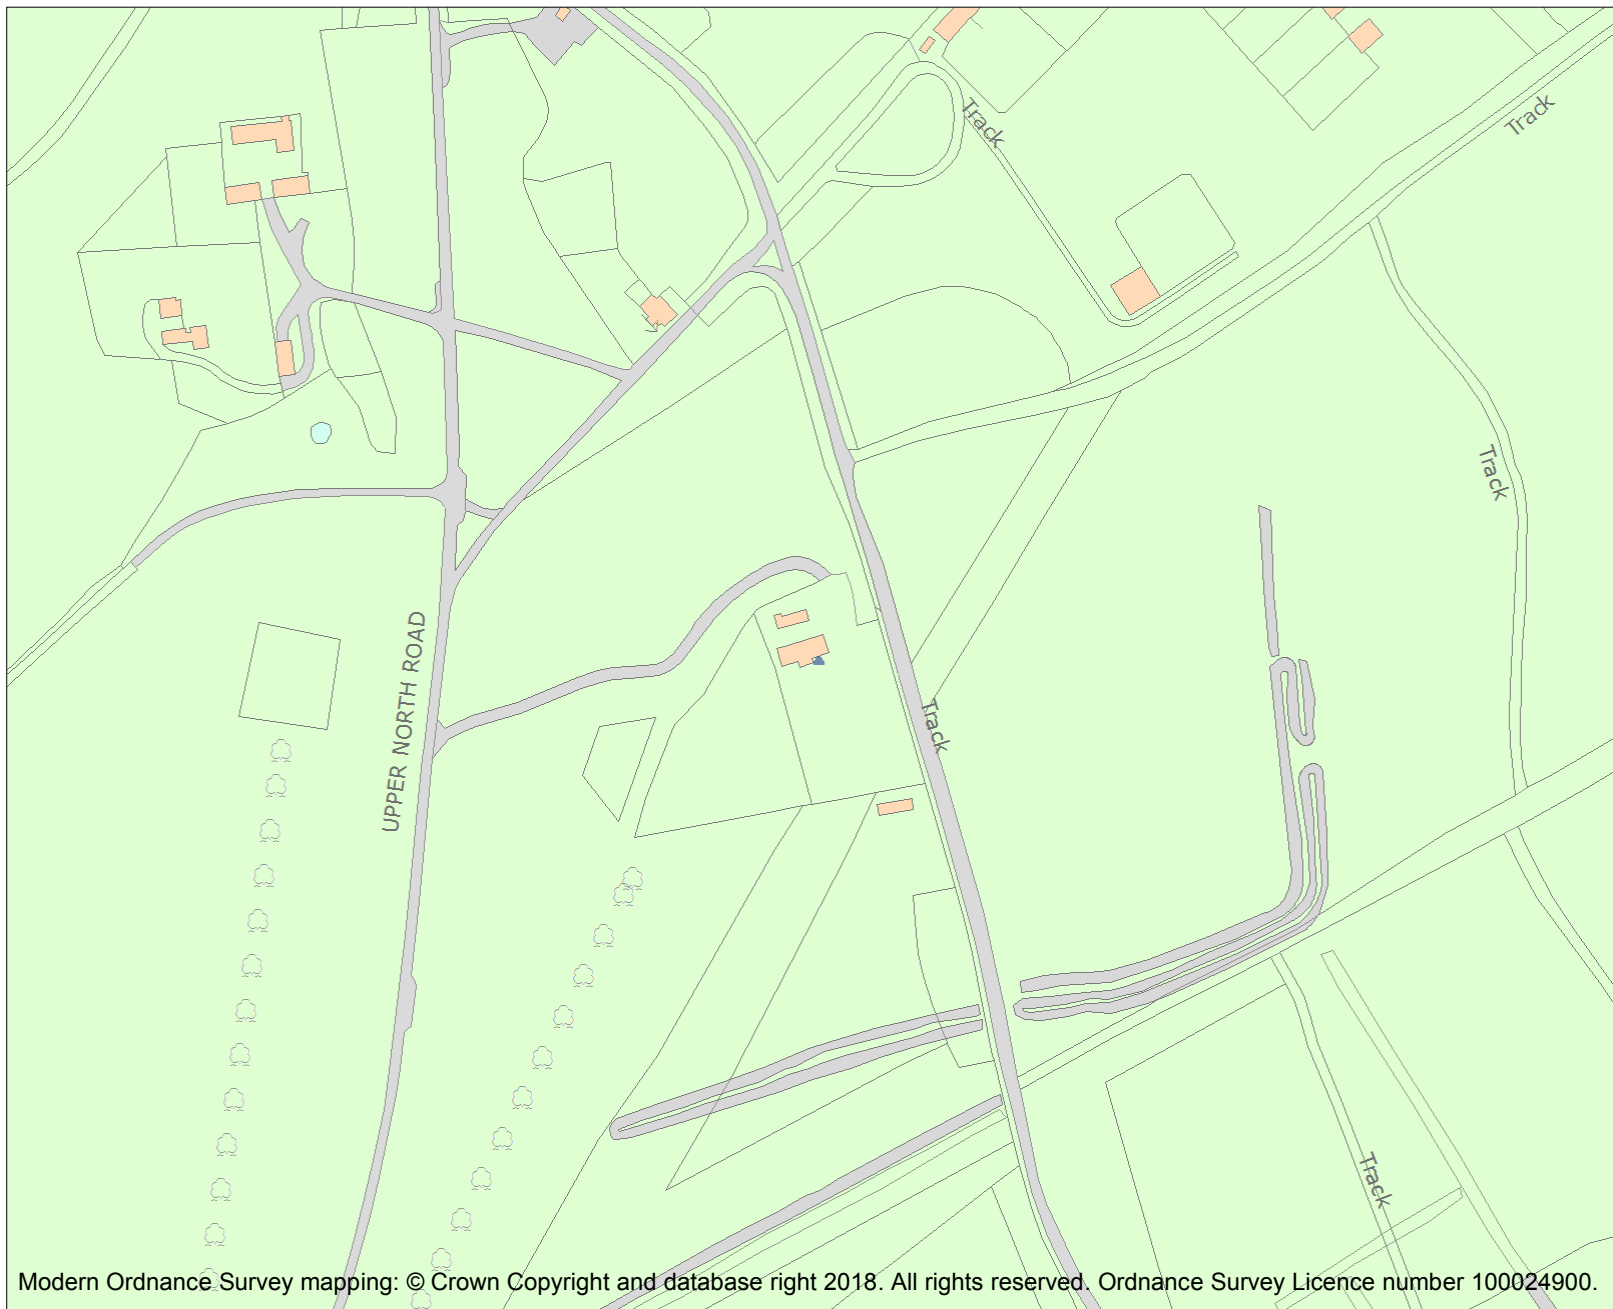 Track
Track
Track
UPPER NORTH ROAD
Track
Track
Modern Ordnance Survey mapping: © Crown Copyright and database right 2018. All rights reserved. Ordnance Survey Licence number 100024900.